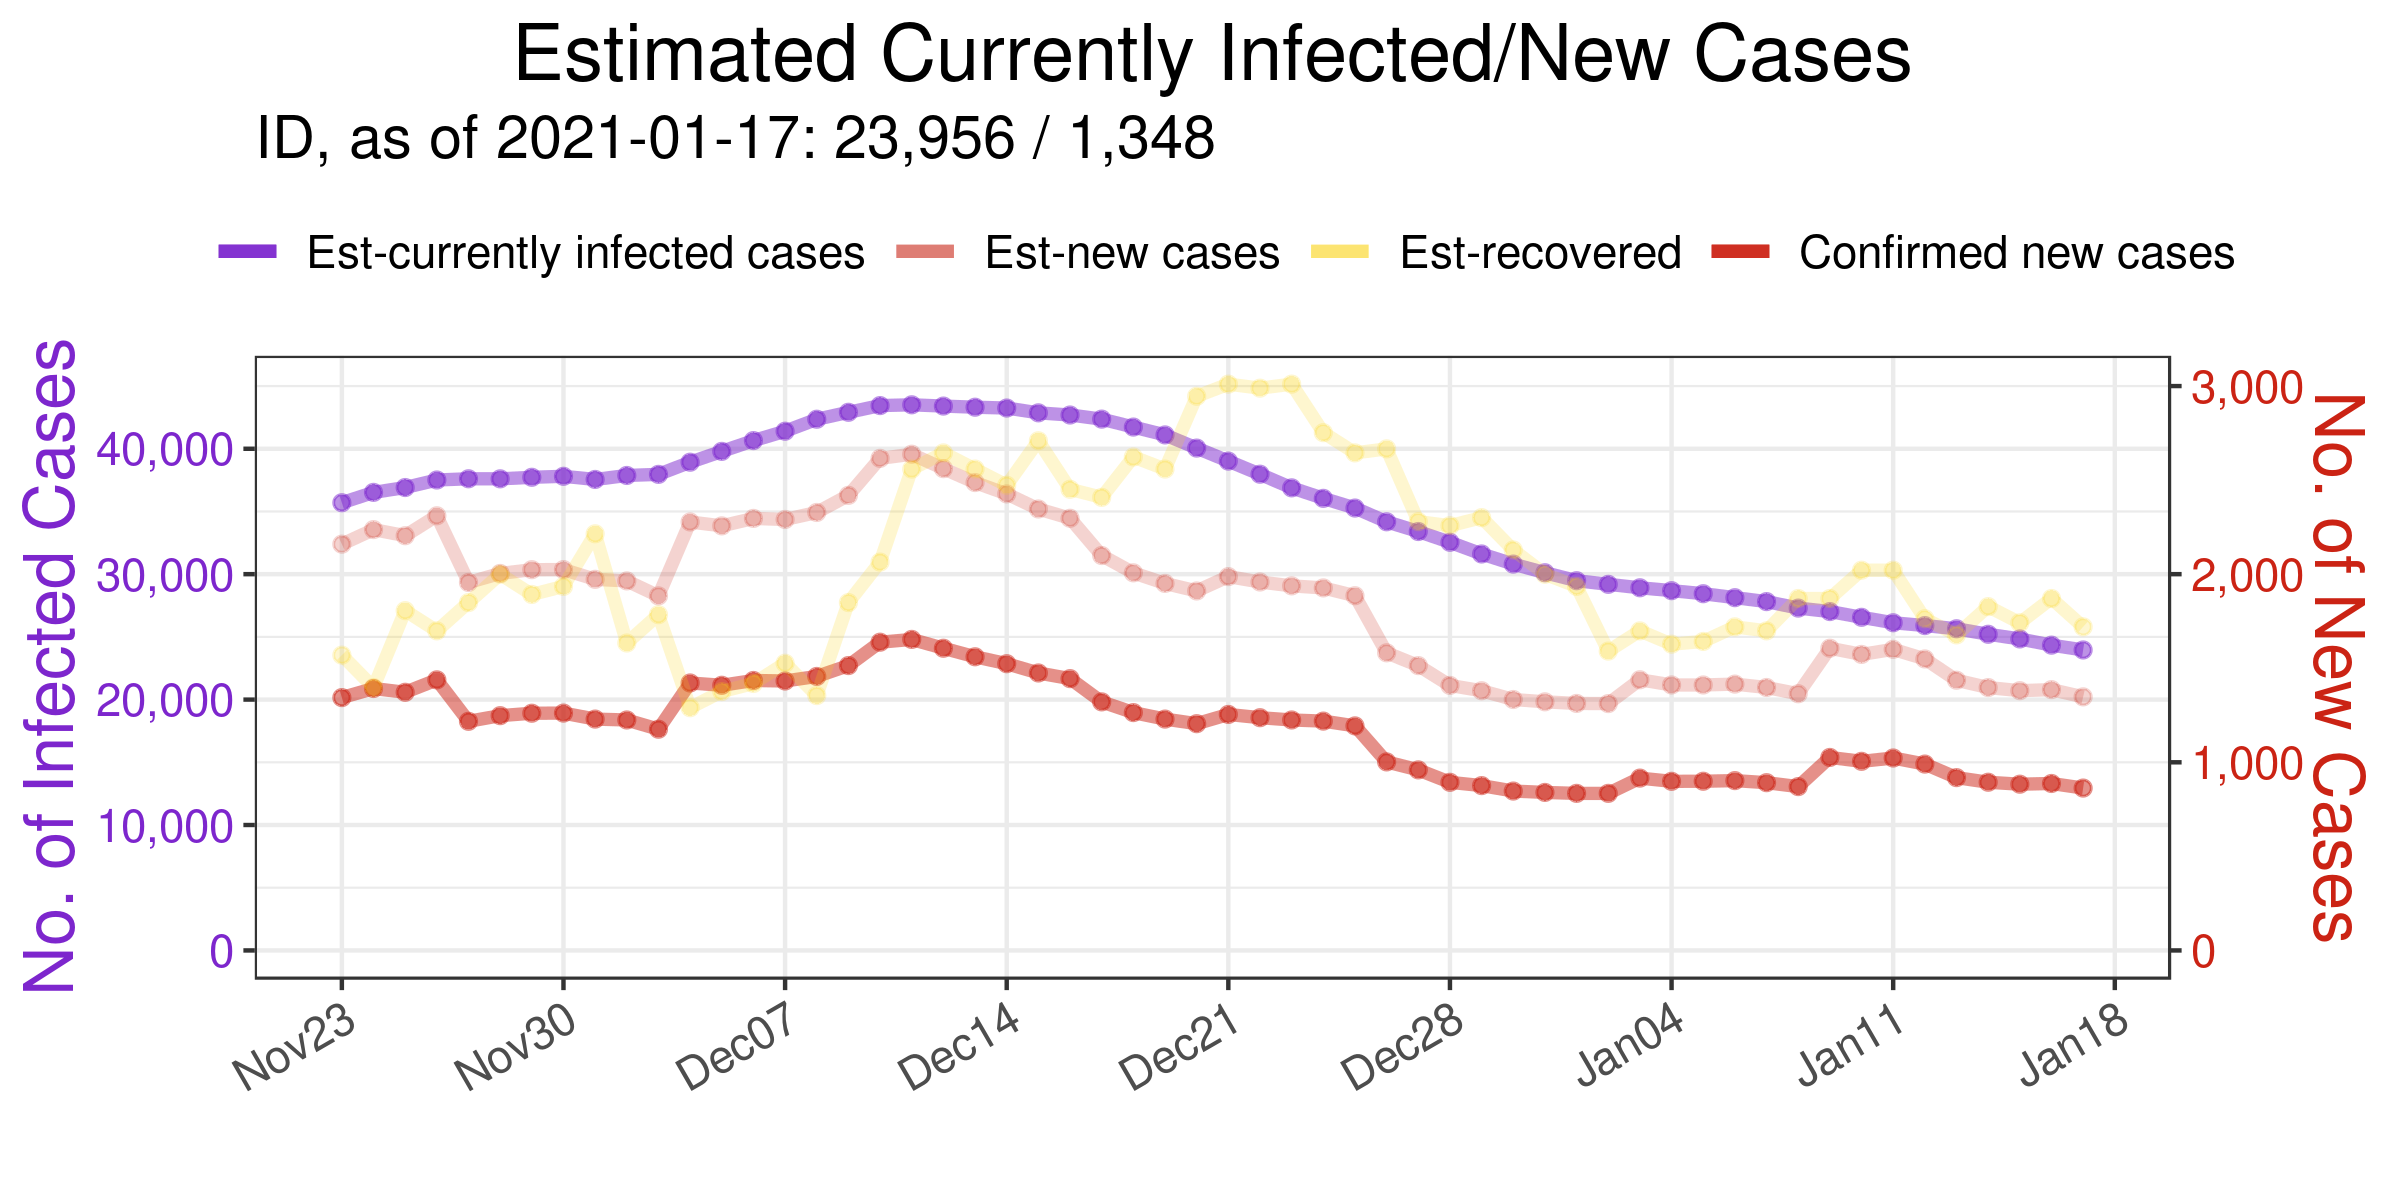 Estimated Currently Infected/New Cases
ID, as of 2021-01-17: 23,956 / 1,348
Est-currently infected cases
Est-new cases
Est-recovered
Confirmed new cases
No. of Infected Cases
40,000
30,000
20,000
10,000
0
3,000
2,000
1,000
0
No. of New Cases
Nov23
Nov30
Dec07
Dec14
Dec21
Dec28
Jan04
Jan11
Jan18